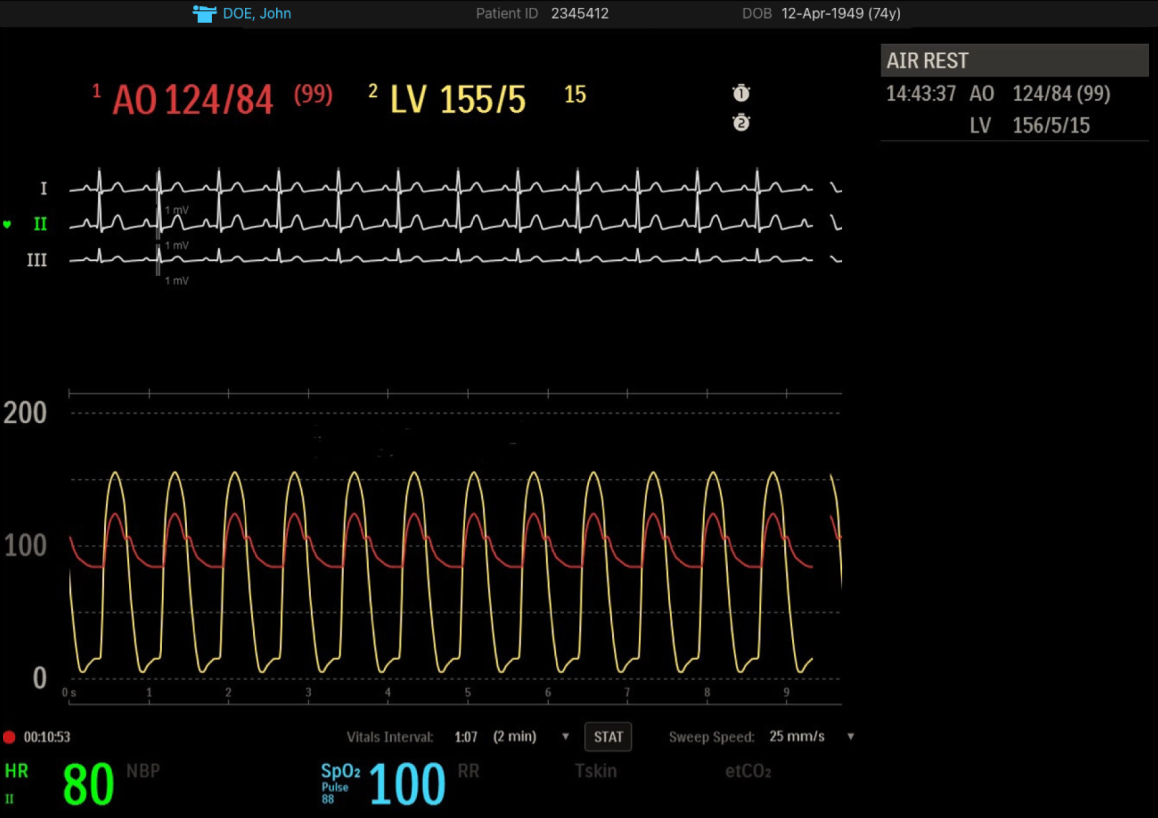 DOE, John Patient ID 2345412 DOB 12-Apr-1949 (74y)
1 AO 124/84 (99) 2 LV 155/5 15
1
2
AIR REST
14:43:37 AO 124/84 (99)
LV 156/5/15
I
1 mV
II
1 mV
III
1 mV
200
100
0
0 s 1 2 3 4 5 6 7 8 9
00:10:53 Vitals Interval: 1:07 (2 min) STAT Sweep Speed: 25 mm/s
HR 80 NBP SpO₂ 100 RR Tskin etCO₂
II Pulse
88